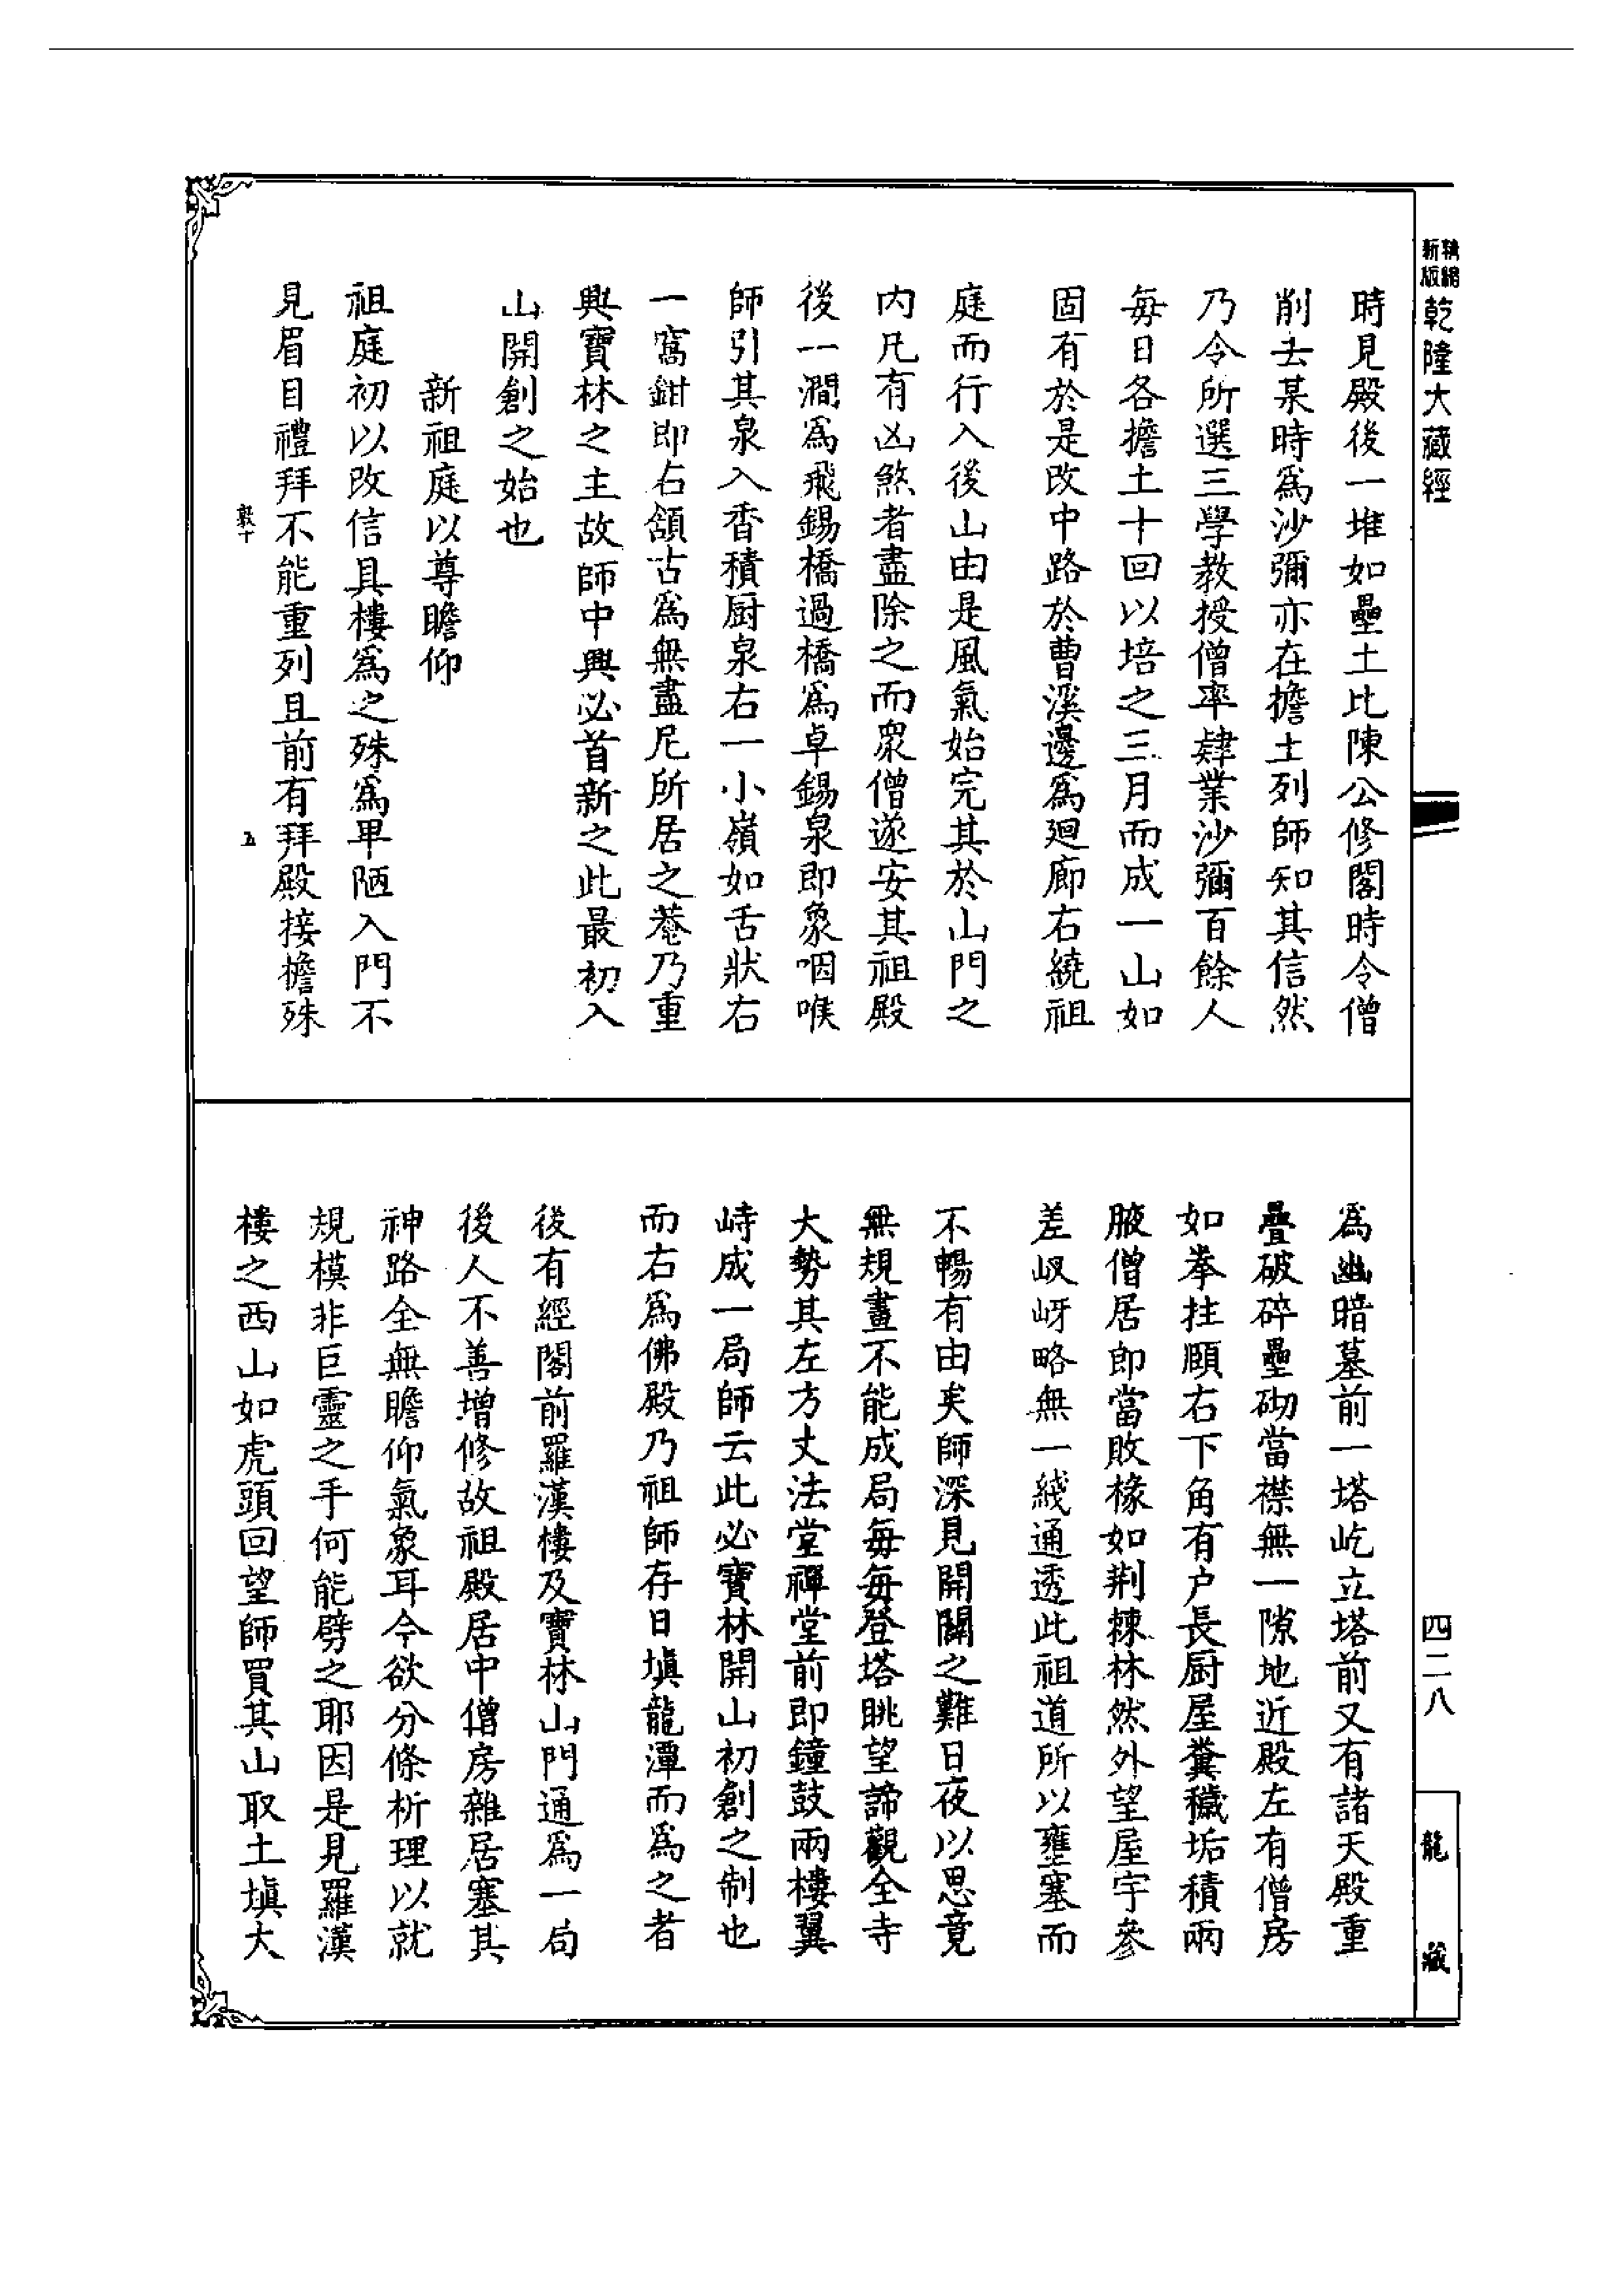 新編縮版乾隆大藏經
時見殿後一堆如壘土比陳公修閣時令僧
削去某時為沙彌亦在擔土列師知其信然
乃令所選三學教授僧率肄業沙彌百餘人
每日各擔土十回以培之三月而成一山如
固有於是改中路於曹溪邊為廻廊右繞祖
庭而行入後山由是風氣始完其於山門之
內凡有凶煞者盡除之而眾僧遂安其祖殿
後一澗為飛錫橋過橋為卓錫泉即象咽喉
師引其泉入香積厨泉右一小嶺如舌狀右
一窩鉗即右頷古為無盡尼所居之菴乃重
興寶林之主故師中興必首新之此最初入
山開創之始也
新祖庭以尊瞻仰
祖庭初以改信具樓為之殊為卑陋入門不
見眉目禮拜不能重列且前有拜殿接檐殊
敦十 五
為幽暗墓前一塔屹立塔前又有諸天殿重
疊破碎壘砌當襟無一隙地近殿左有僧房
如拳拄頤右下角有户長厨屋糞穢垢積兩
腋僧居即當敗椽如荆棘林然外望屋宇參
差㠊岈略無一綫通透此祖道所以壅塞而
不暢有由矣師深見開闢之難日夜以思竟
無規畫不能成局每每登塔眺望諦觀全寺
大勢其左方丈法堂禪堂前即鐘鼓兩樓翼
峙成一局師云此必寶林開山初創之制也
而右為佛殿乃祖師存日塡龍潭而為之者
後有經閣前羅漢樓及寶林山門通為一局
後人不善增修故祖殿居中僧房雜居塞其
神路全無瞻仰氣象耳今欲分條析理以就
規模非巨靈之手何能劈之耶因是見羅漢
樓之西山如虎頭回望師買其山取土塡大
四二八
龍藏